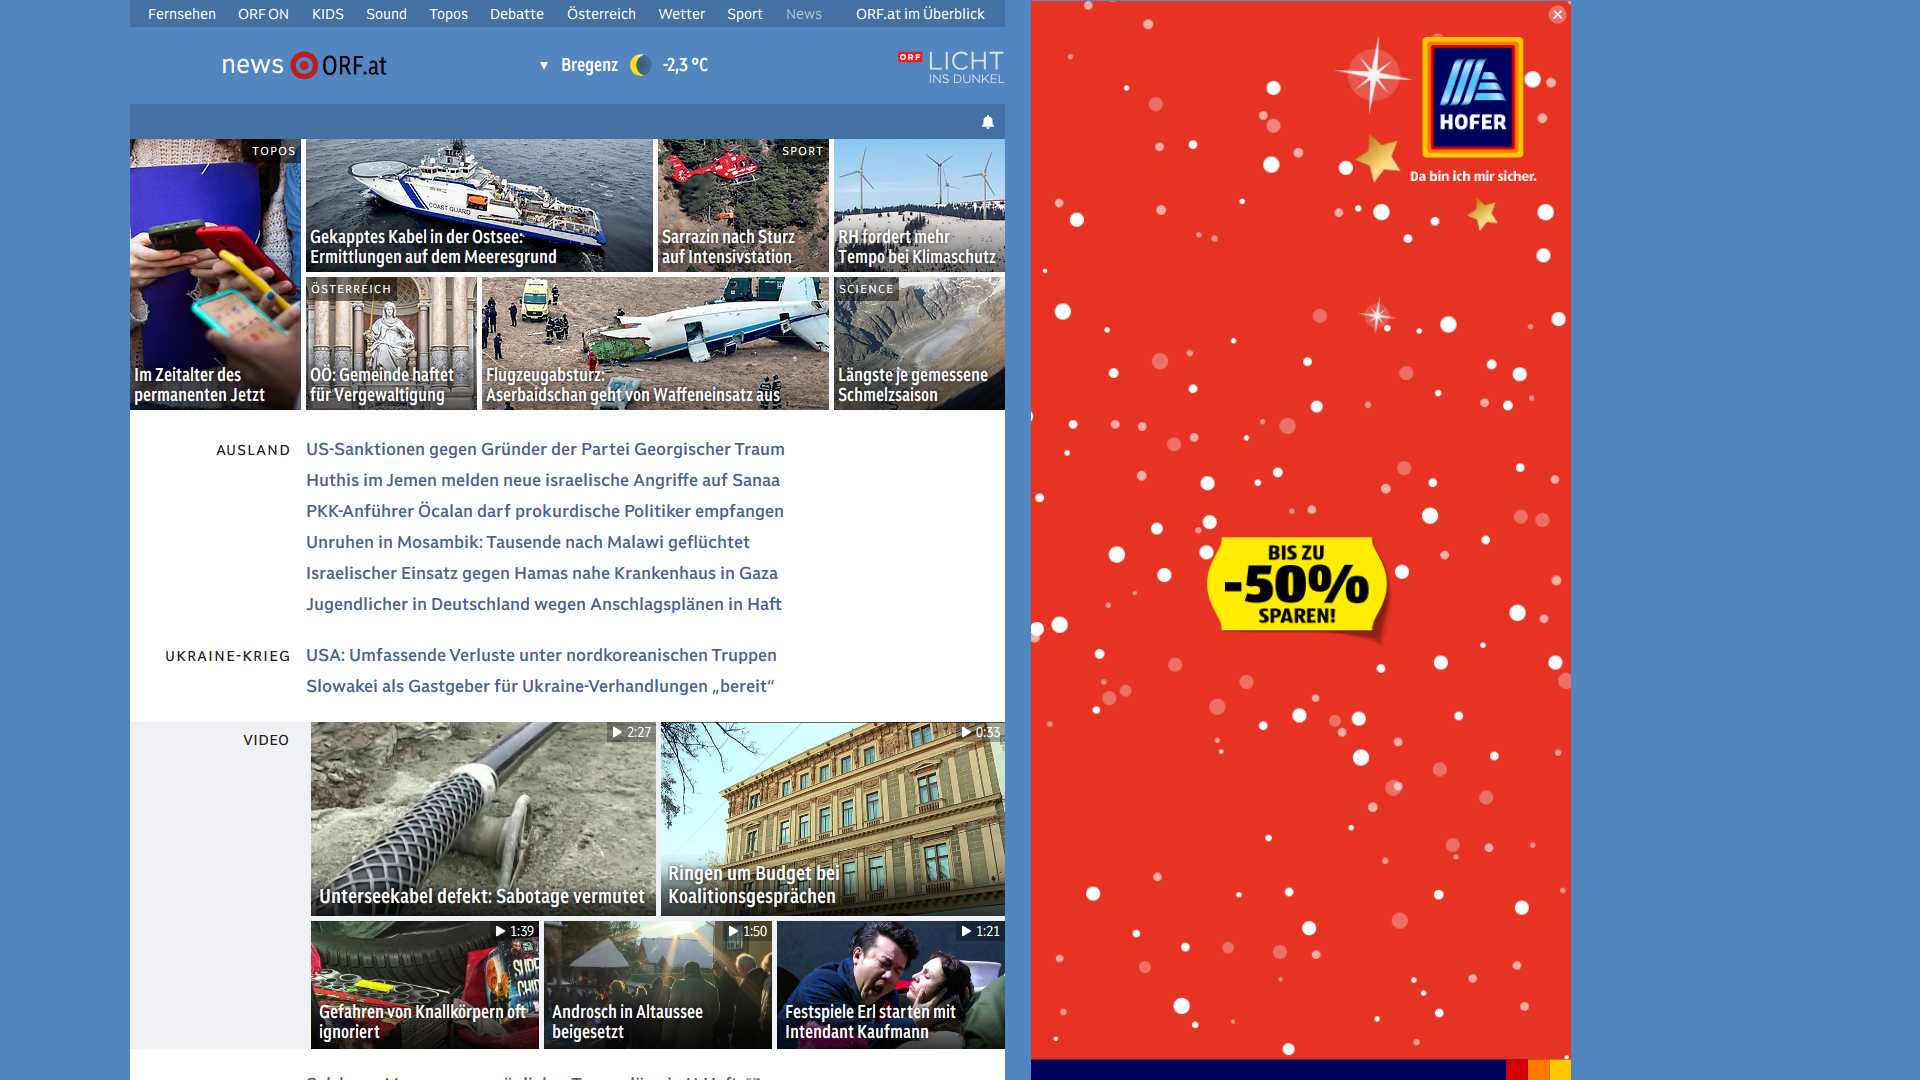 Fernsehen ORF ON KIDS Sound Topos Debatte Österreich Wetter Sport News ORF.at im Überblick
news ORF.at
▼ Bregenz -2,3 °C
ORF LICHT
INS DUNKEL
TOPOS
Im Zeitalter des
permanenten Jetzt
COAST GUARD
Gekapptes Kabel in der Ostsee:
Ermittlungen auf dem Meeresgrund
SPORT
Sarrazin nach Sturz
auf Intensivstation
RH fordert mehr
Tempo bei Klimaschutz
ÖSTERREICH
OÖ: Gemeinde haftet
für Vergewaltigung
Flugzeugabsturz:
Aserbaidschan geht von Waffeneinsatz aus
SCIENCE
Längste je gemessene
Schmelzsaison
AUSLAND
US-Sanktionen gegen Gründer der Partei Georgischer Traum
Huthis im Jemen melden neue israelische Angriffe auf Sanaa
PKK-Anführer Öcalan darf prokurdische Politiker empfangen
Unruhen in Mosambik: Tausende nach Malawi geflüchtet
Israelischer Einsatz gegen Hamas nahe Krankenhaus in Gaza
Jugendlicher in Deutschland wegen Anschlagsplänen in Haft
UKRAINE-KRIEG
USA: Umfassende Verluste unter nordkoreanischen Truppen
Slowakei als Gastgeber für Ukraine-Verhandlungen „bereit“
VIDEO
2:27
Unterseekabel defekt: Sabotage vermutet
0:33
Ringen um Budget bei
Koalitionsgesprächen
1:39
Gefahren von Knallkörpern oft
ignoriert
1:50
Androsch in Altaussee
beigesetzt
1:21
Festspiele Erl starten mit
Intendant Kaufmann
HOFER
Da bin ich mir sicher.
BIS ZU
-50%
SPAREN!